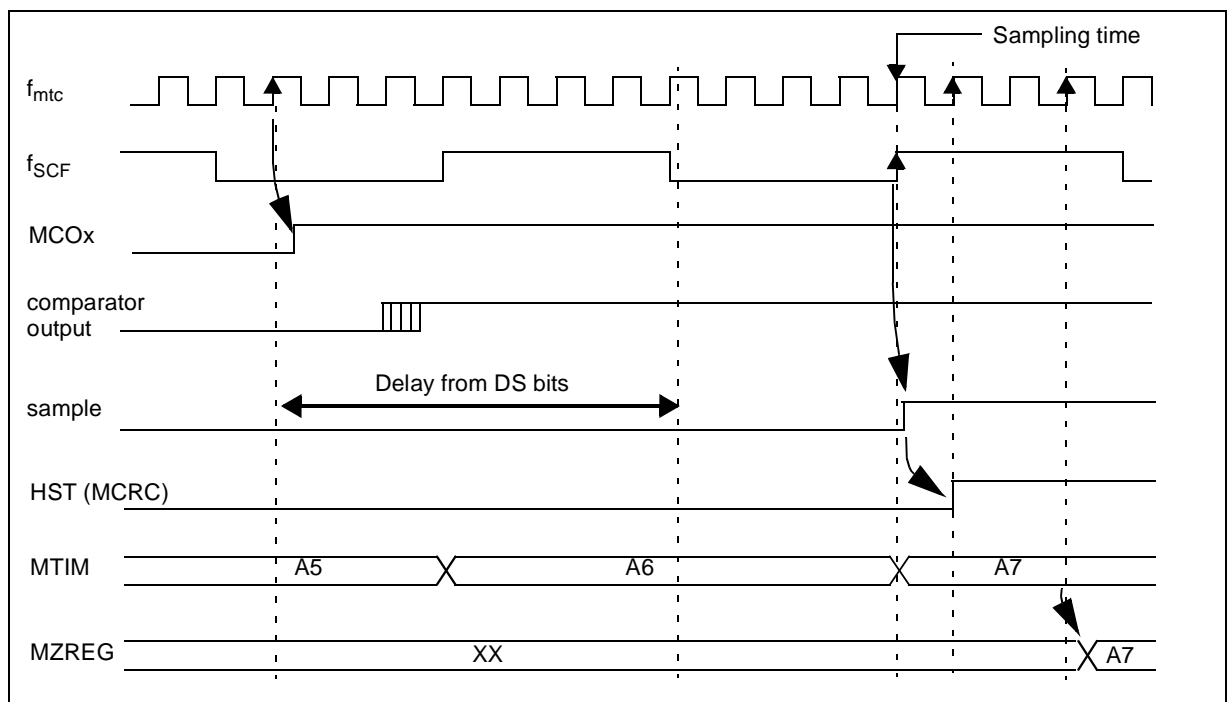 Sampling time
fmtc
fSCF
MCOx
comparator
output
Delay from DS bits
sample
HST (MCRC)
MTIM A5 A6 A7
MZREG XX A7